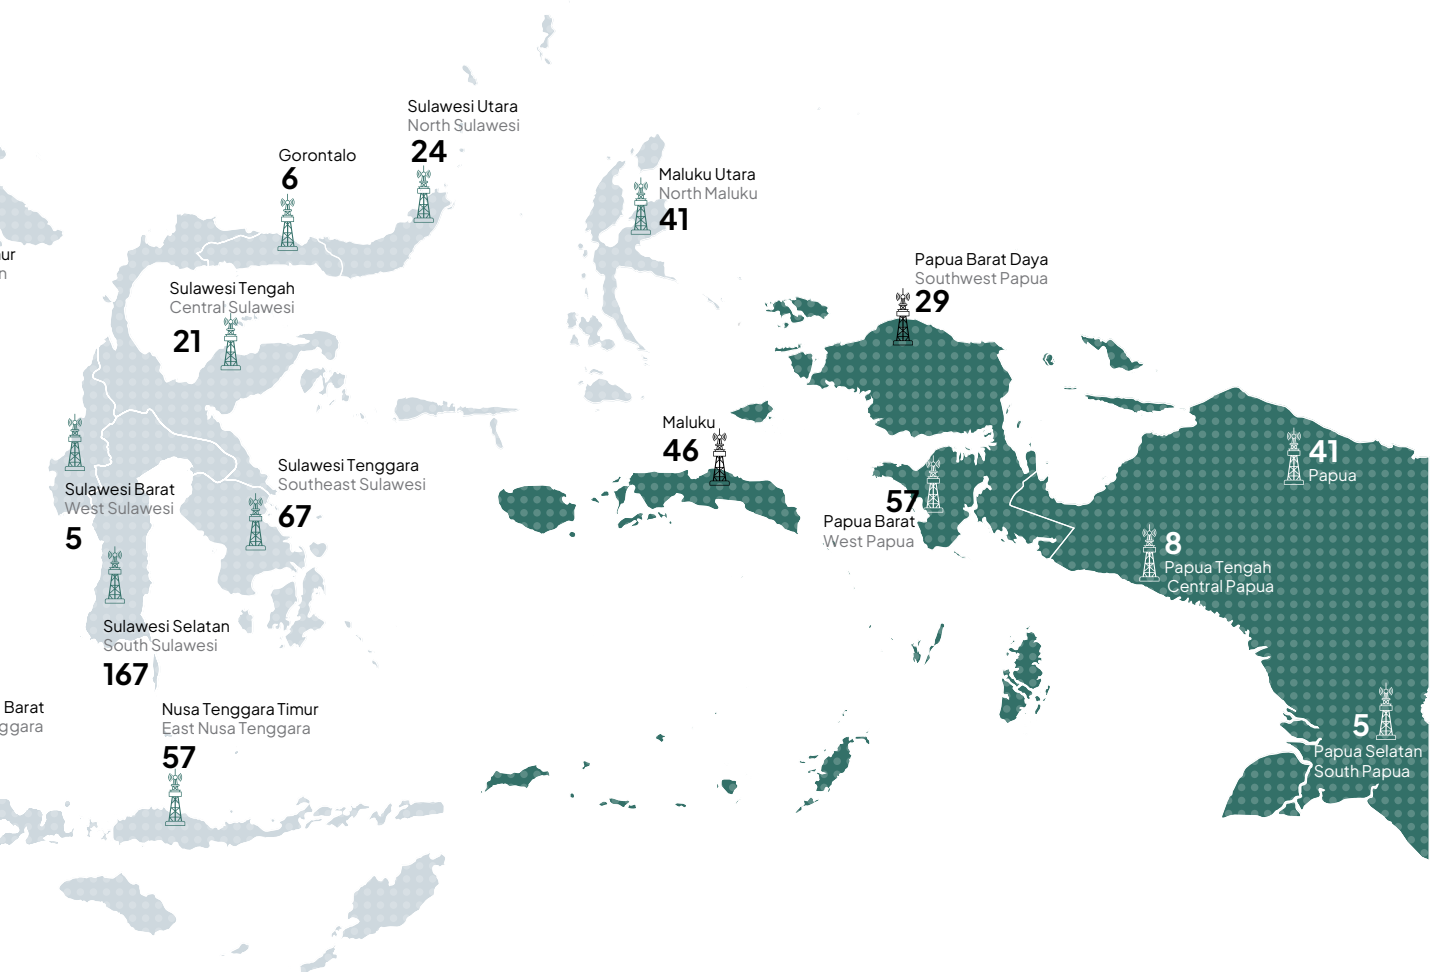 Sulawesi Utara
North Sulawesi
24
Gorontalo
6
Maluku Utara
North Maluku
41
ur
n
Papua Barat Daya
Southwest Papua
29
Sulawesi Tengah
Central Sulawesi
21
Maluku
46
41
Papua
Sulawesi Tenggara
Southeast Sulawesi
67
Sulawesi Barat
West Sulawesi
5
57
Papua Barat
West Papua
8
Papua Tengah
Central Papua
Sulawesi Selatan
South Sulawesi
167
Barat
ggara
Nusa Tenggara Timur
East Nusa Tenggara
57
5
Papua Selatan
South Papua